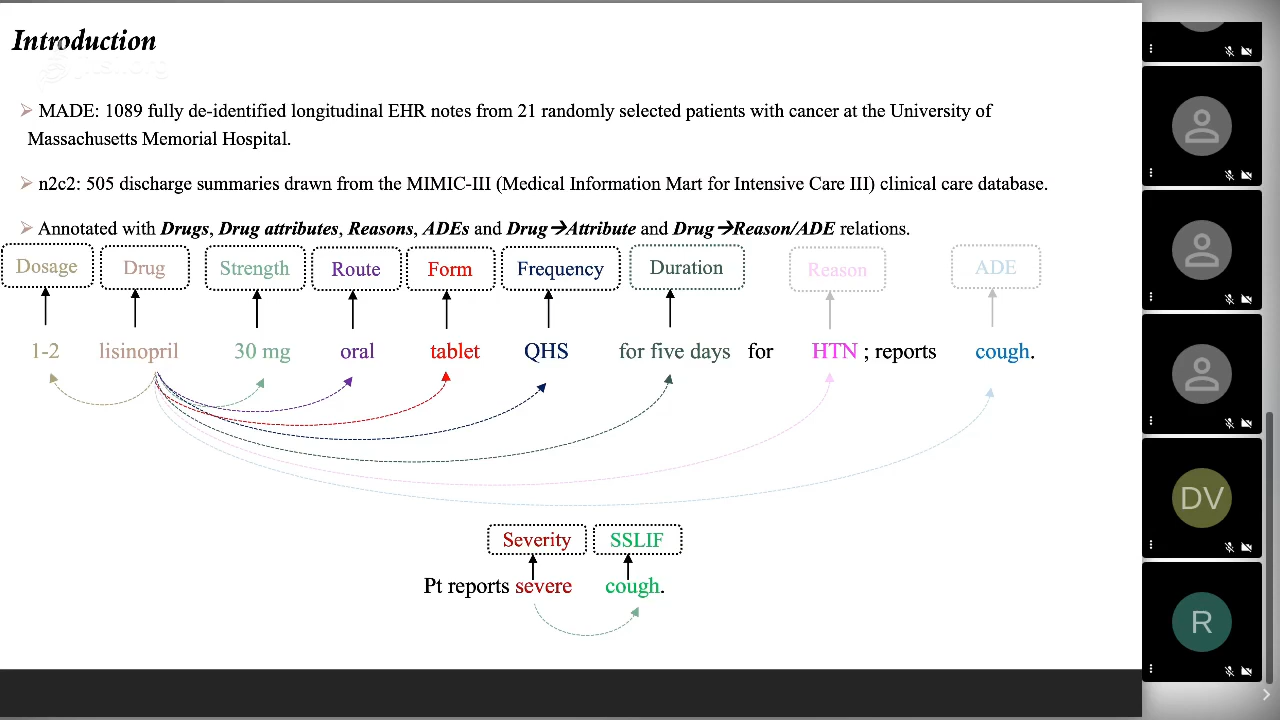 Introduction
➢ MADE: 1089 fully de-identified longitudinal EHR notes from 21 randomly selected patients with cancer at the University of
Massachusetts Memorial Hospital.
➢ n2c2: 505 discharge summaries drawn from the MIMIC-III (Medical Information Mart for Intensive Care III) clinical care database.
➢ Annotated with Drugs, Drug attributes, Reasons, ADEs and Drug→Attribute and Drug→Reason/ADE relations.
Dosage Drug Strength Route Form Frequency Duration Reason ADE
1-2 lisinopril 30 mg oral tablet QHS for five days for HTN ; reports cough.
Severity SSLIF
Pt reports severe cough.
DV
R